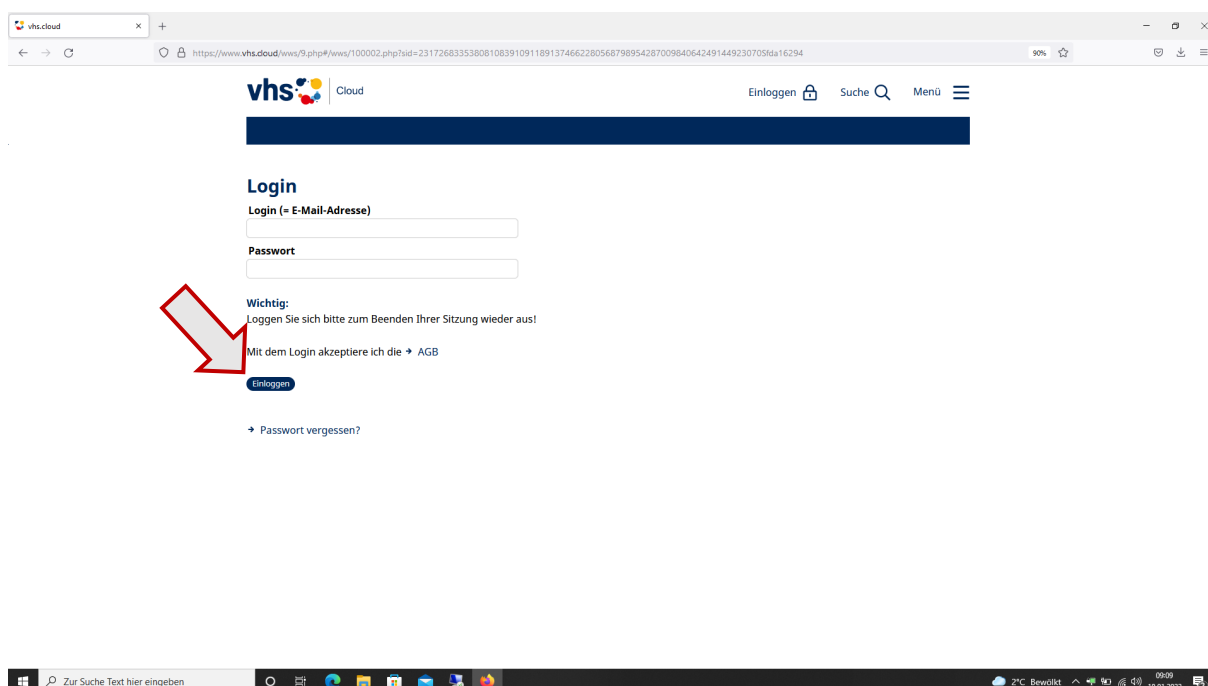 vhs.cloud
https://www.vhs.cloud/wws/9.php#/wws/100002.php?sid=23172683353808108391091189137466228056879895428700984064249144923070Sfda16294
90%
vhs Cloud
Einloggen Suche Menü
Login
Login (= E-Mail-Adresse)
Passwort
Wichtig:
Loggen Sie sich bitte zum Beenden Ihrer Sitzung wieder aus!
Mit dem Login akzeptiere ich die → AGB
Einloggen
→ Passwort vergessen?
Zur Suche Text hier eingeben
2°C Bewölkt
09:09